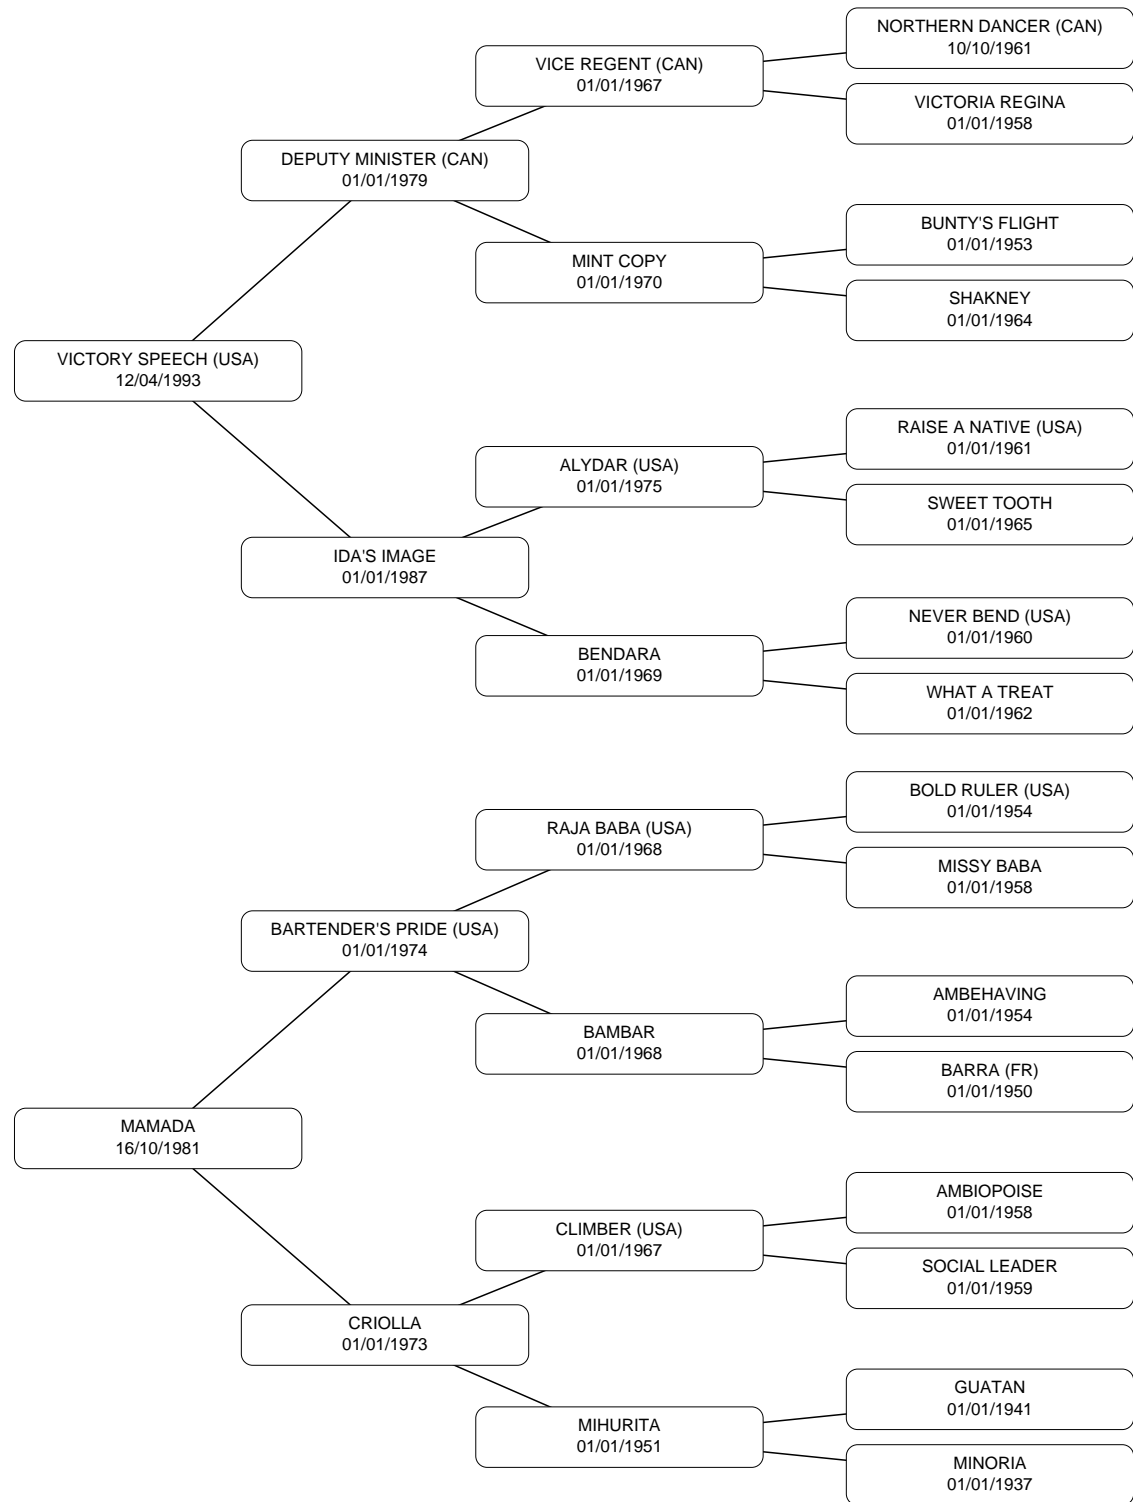 NORTHERN DANCER (CAN)
10/10/1961
VICE REGENT (CAN)
01/01/1967
VICTORIA REGINA
01/01/1958
DEPUTY MINISTER (CAN)
01/01/1979
BUNTY'S FLIGHT
01/01/1953
MINT COPY
01/01/1970
SHAKNEY
01/01/1964
VICTORY SPEECH (USA)
12/04/1993
RAISE A NATIVE (USA)
01/01/1961
ALYDAR (USA)
01/01/1975
SWEET TOOTH
01/01/1965
IDA'S IMAGE
01/01/1987
NEVER BEND (USA)
01/01/1960
BENDARA
01/01/1969
WHAT A TREAT
01/01/1962
BOLD RULER (USA)
01/01/1954
RAJA BABA (USA)
01/01/1968
MISSY BABA
01/01/1958
BARTENDER'S PRIDE (USA)
01/01/1974
AMBEHAVING
01/01/1954
BAMBAR
01/01/1968
BARRA (FR)
01/01/1950
MAMADA
16/10/1981
AMBIOPOISE
01/01/1958
CLIMBER (USA)
01/01/1967
SOCIAL LEADER
01/01/1959
CRIOLLA
01/01/1973
GUATAN
01/01/1941
MIHURITA
01/01/1951
MINORIA
01/01/1937